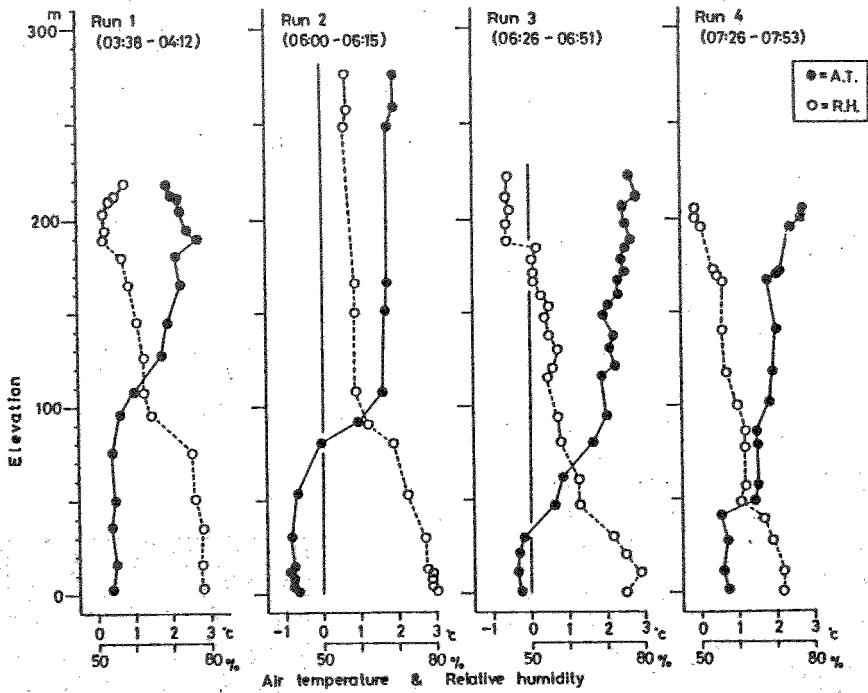 m
300
200
100
0
Elevation
Run 1
(03:38-04:12)
Run 2
(06:00-06:15)
Run 3
(06:26-06:51)
Run 4
(07:26-07:53)
●=A.T.
○=R.H.
0 1 2 3 °c
50 80 %
-1 0 1 2 3 °c
50 80 %
-1 0 1 2 3 °c
50 80 %
0 1 2 3 °c
50 80 %
Air temperature & Relative humidity